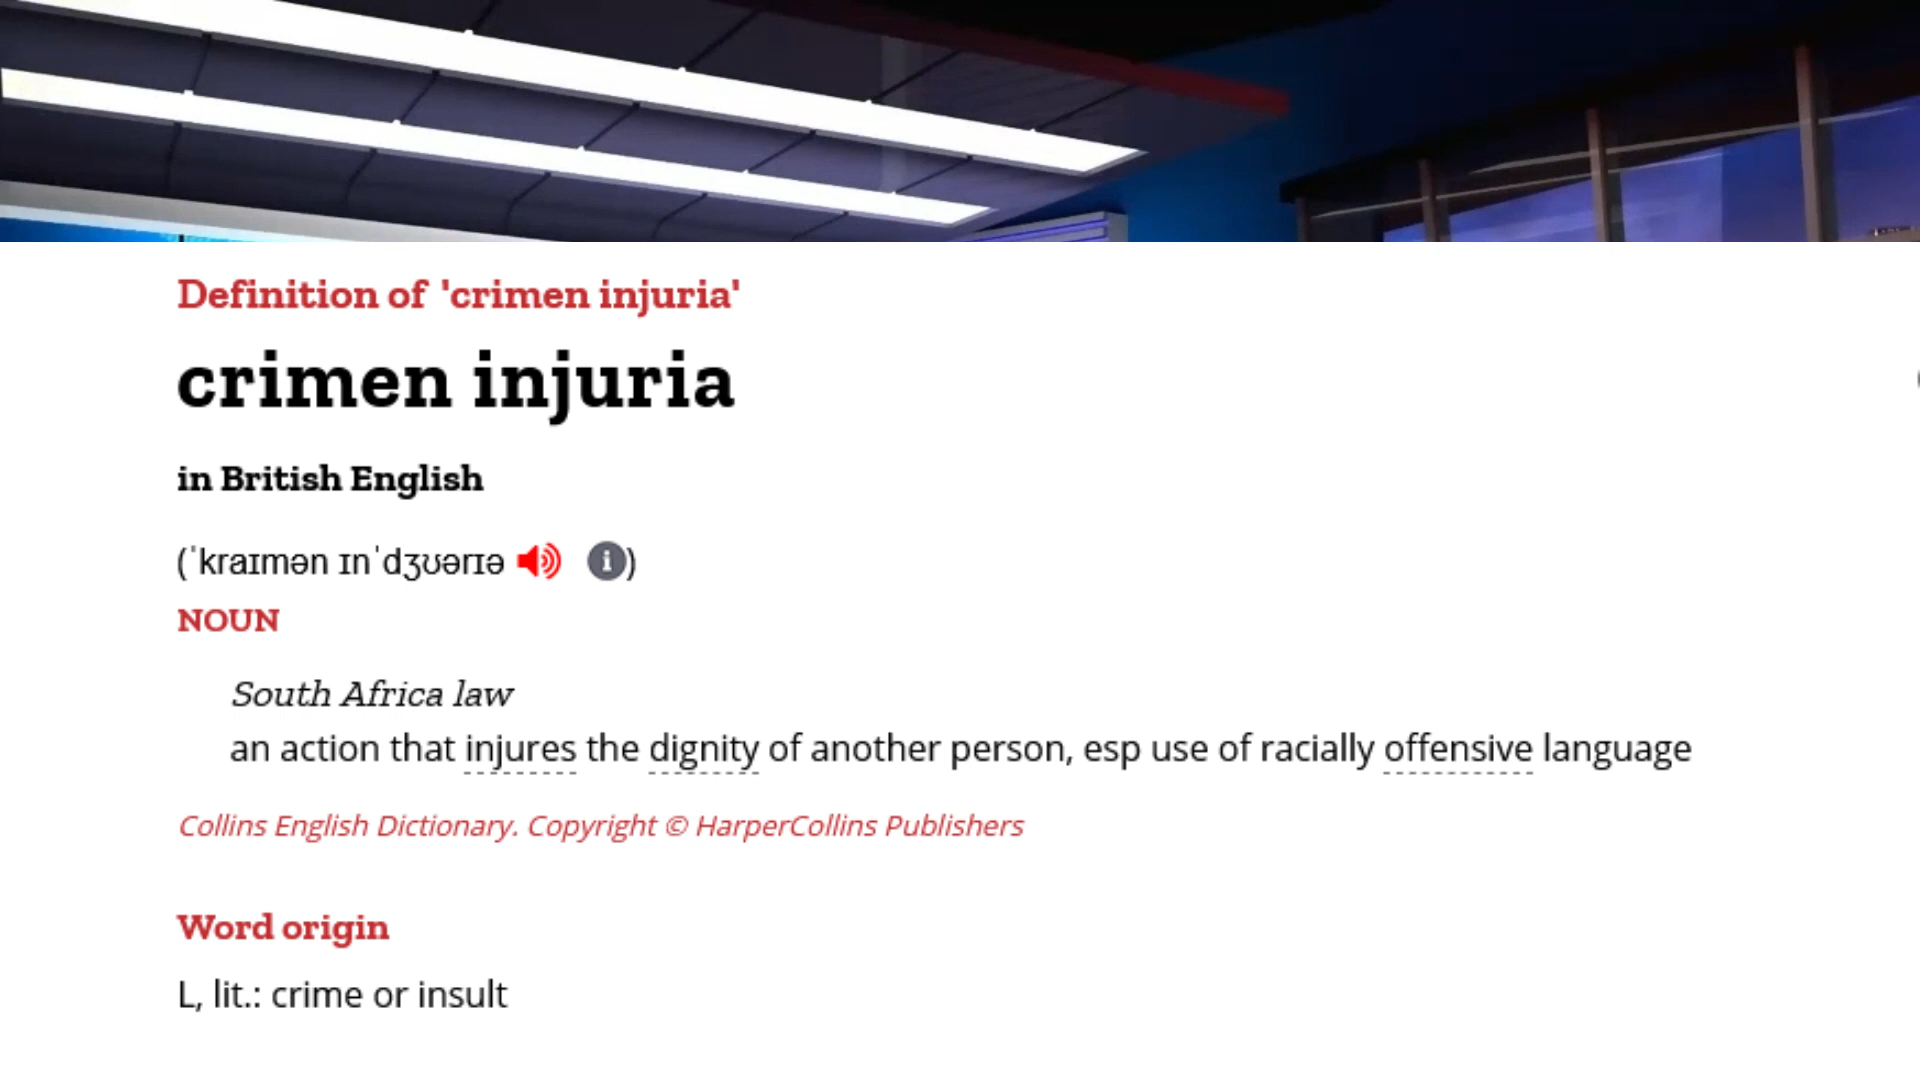 Definition of 'crimen injuria'
crimen injuria
in British English
(ˈkraɪmən ɪnˈdʒʊərɪə i)
NOUN
South Africa law
an action that injures the dignity of another person, esp use of racially offensive language
Collins English Dictionary. Copyright © HarperCollins Publishers
Word origin
L, lit.: crime or insult